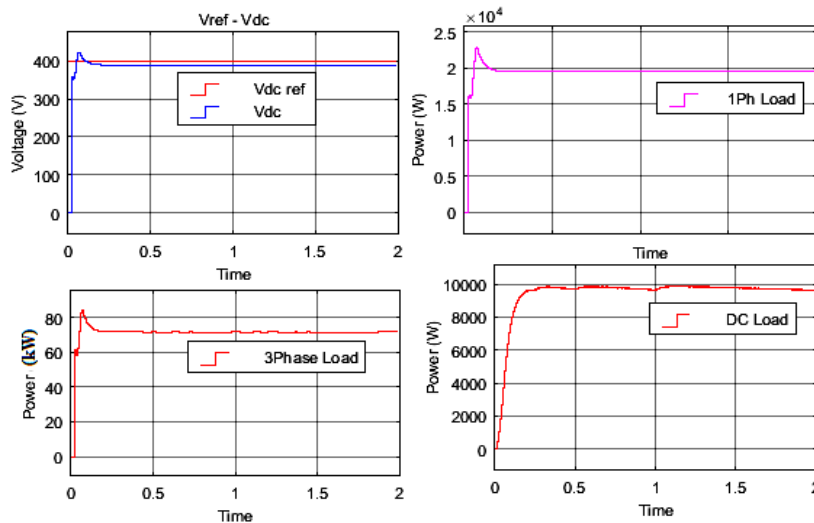 Vref - Vdc
Voltage (V)
400
300
400
200
400
0
Vdc ref
Vdc
0 0.5 1 1.5 2
Time
×10⁴
Power (W)
2.5
2
1.5
1
0.5
0
1Ph Load
Time
Power (kW)
80
60
40
20
0
3Phase Load
0 0.5 1 1.5 2
Time
Power (W)
10000
8000
6000
4000
2000
0
DC Load
0 0.5 1 1.5 2
Time